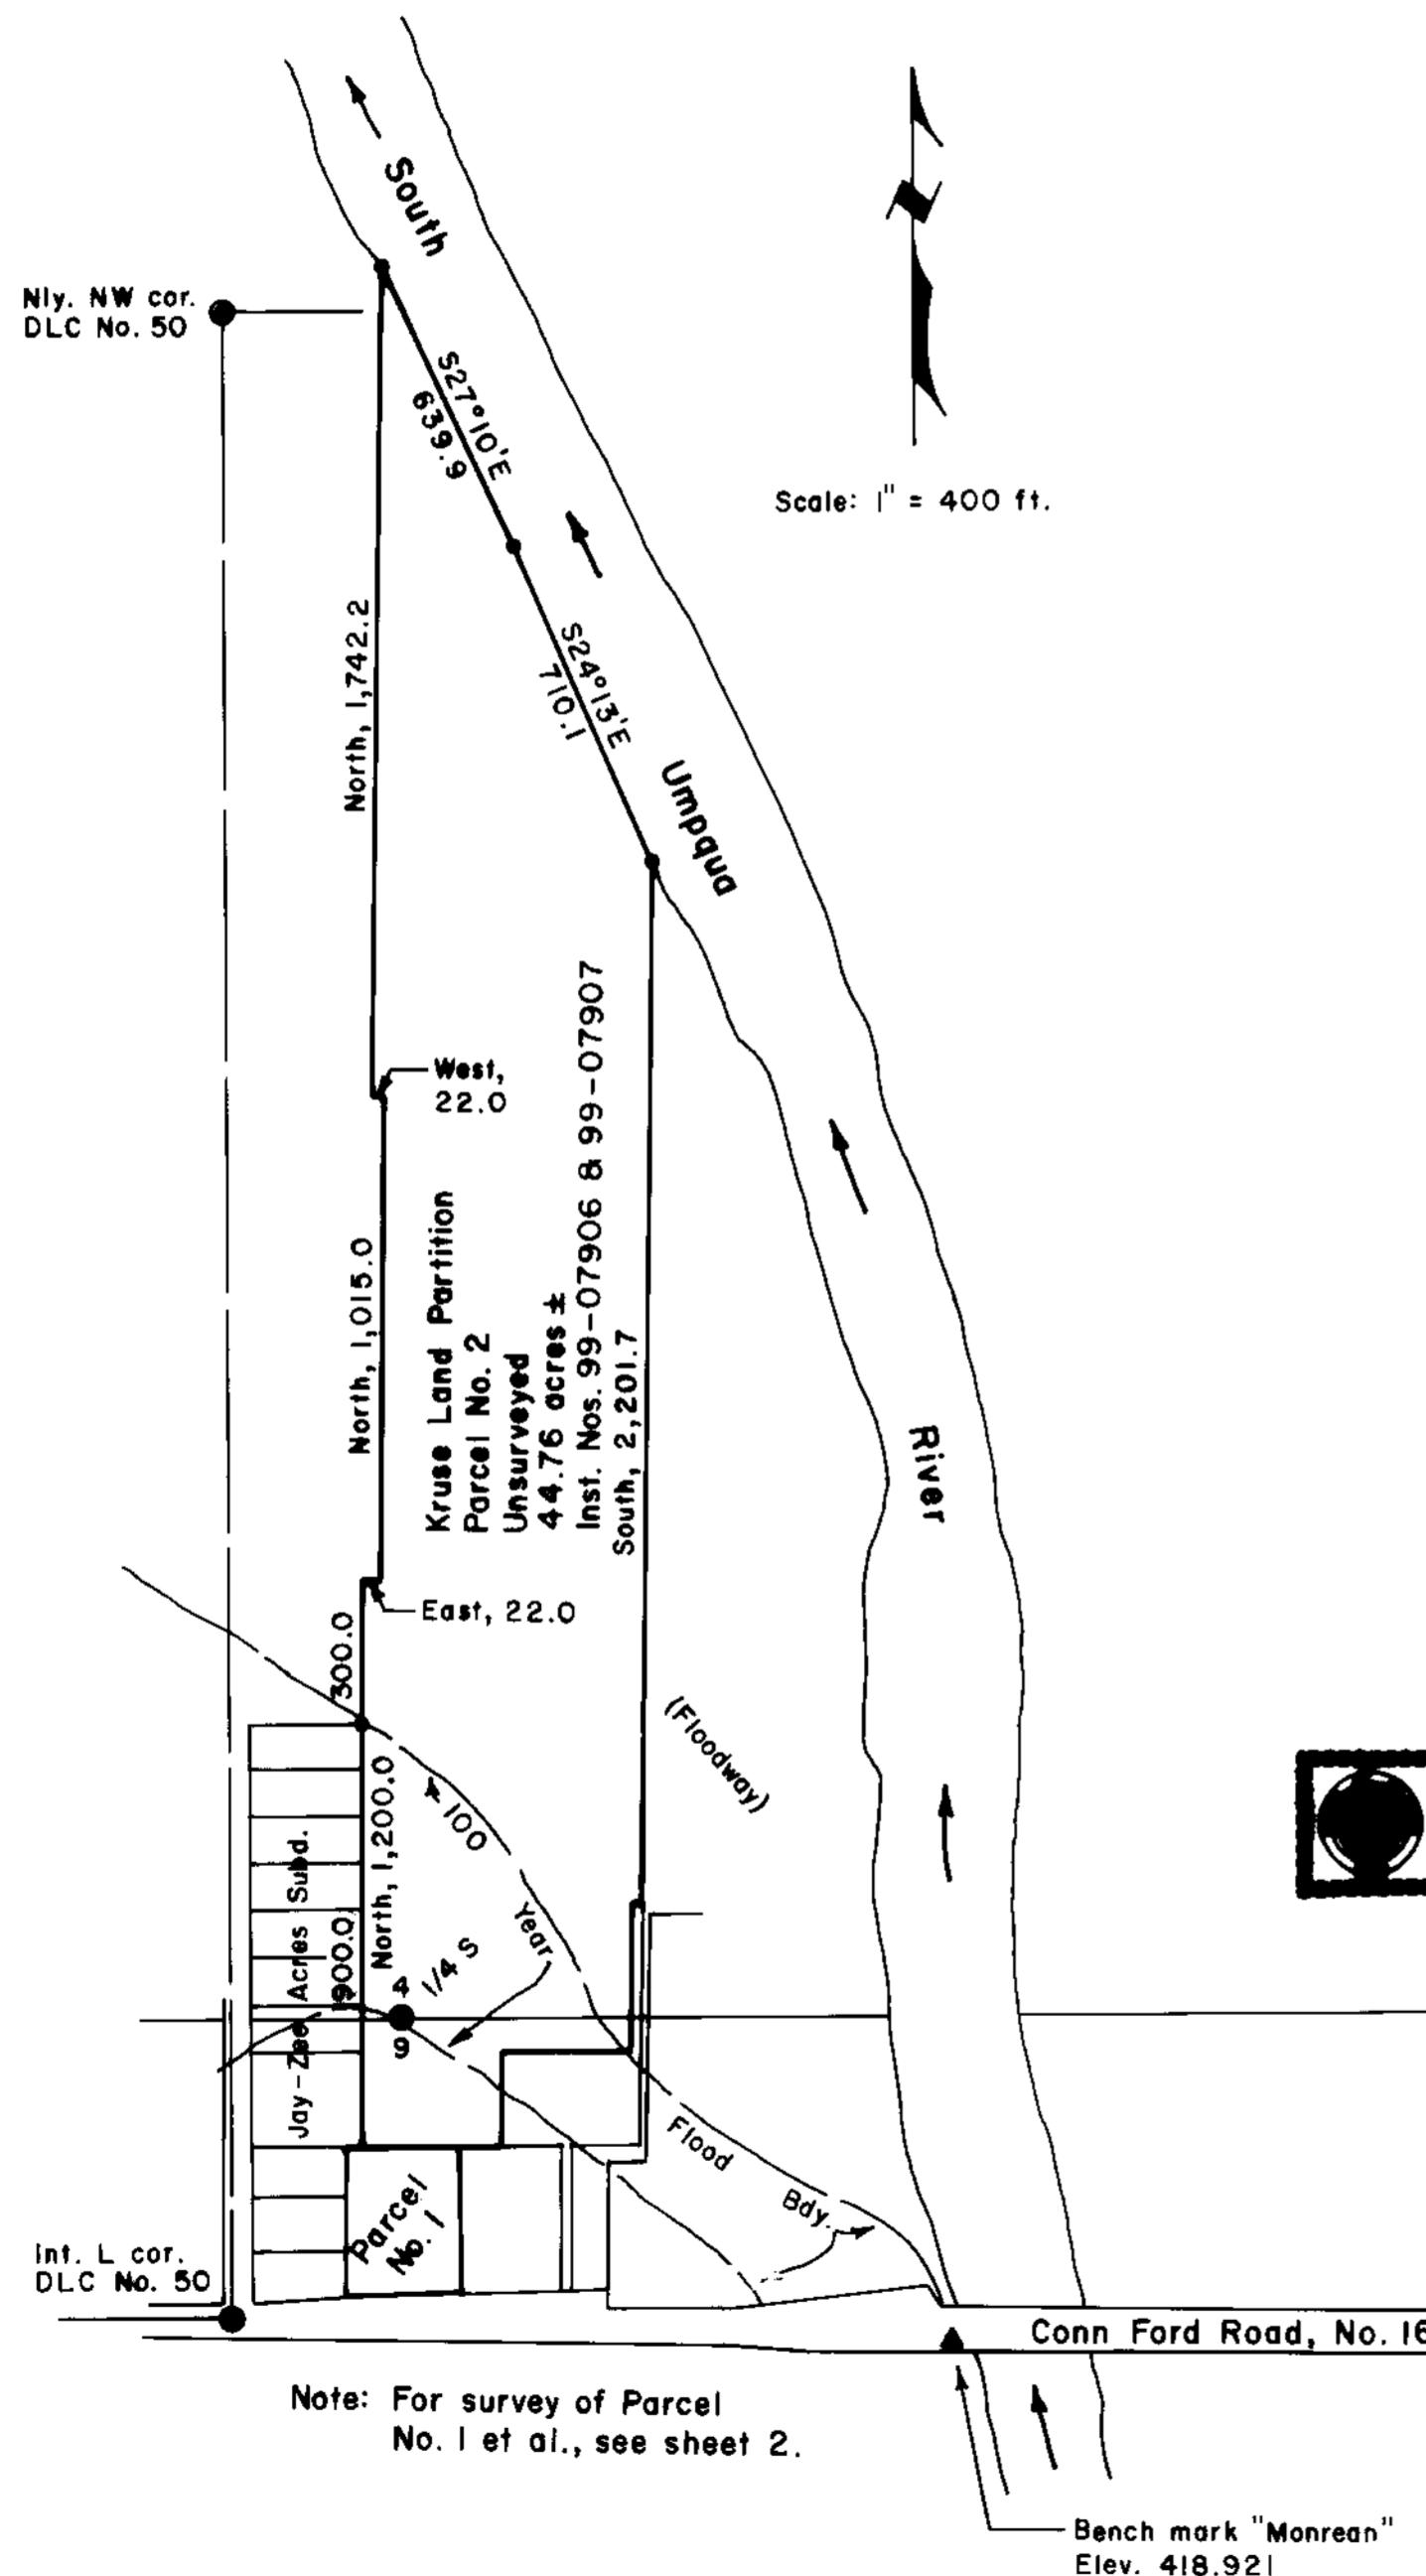 South
Nly. NW cor.
DLC No. 50
S27°10'E
639.9
Scale: 1" = 400 ft.
North, 1,742.2
S24°13'E
710.1
Umpqua
West,
22.0
North, 1,015.0
Kruse Land Partition
Parcel No. 2
Unsurveyed
44.76 acres ±
Inst. Nos. 99-07906 & 99-07907
South, 2,201.7
River
East, 22.0
300.0
(Floodway)
North, 1,200.0
100
Year
Jay-Zee Acres Subd.
900.0
4
1/4 S
9
Flood
Bdy.
Parcel
No. 1
Int. L cor.
DLC No. 50
Conn Ford Road, No. 16
Note: For survey of Parcel
No. 1 et al., see sheet 2.
Bench mark "Monrean"
Elev. 418.921